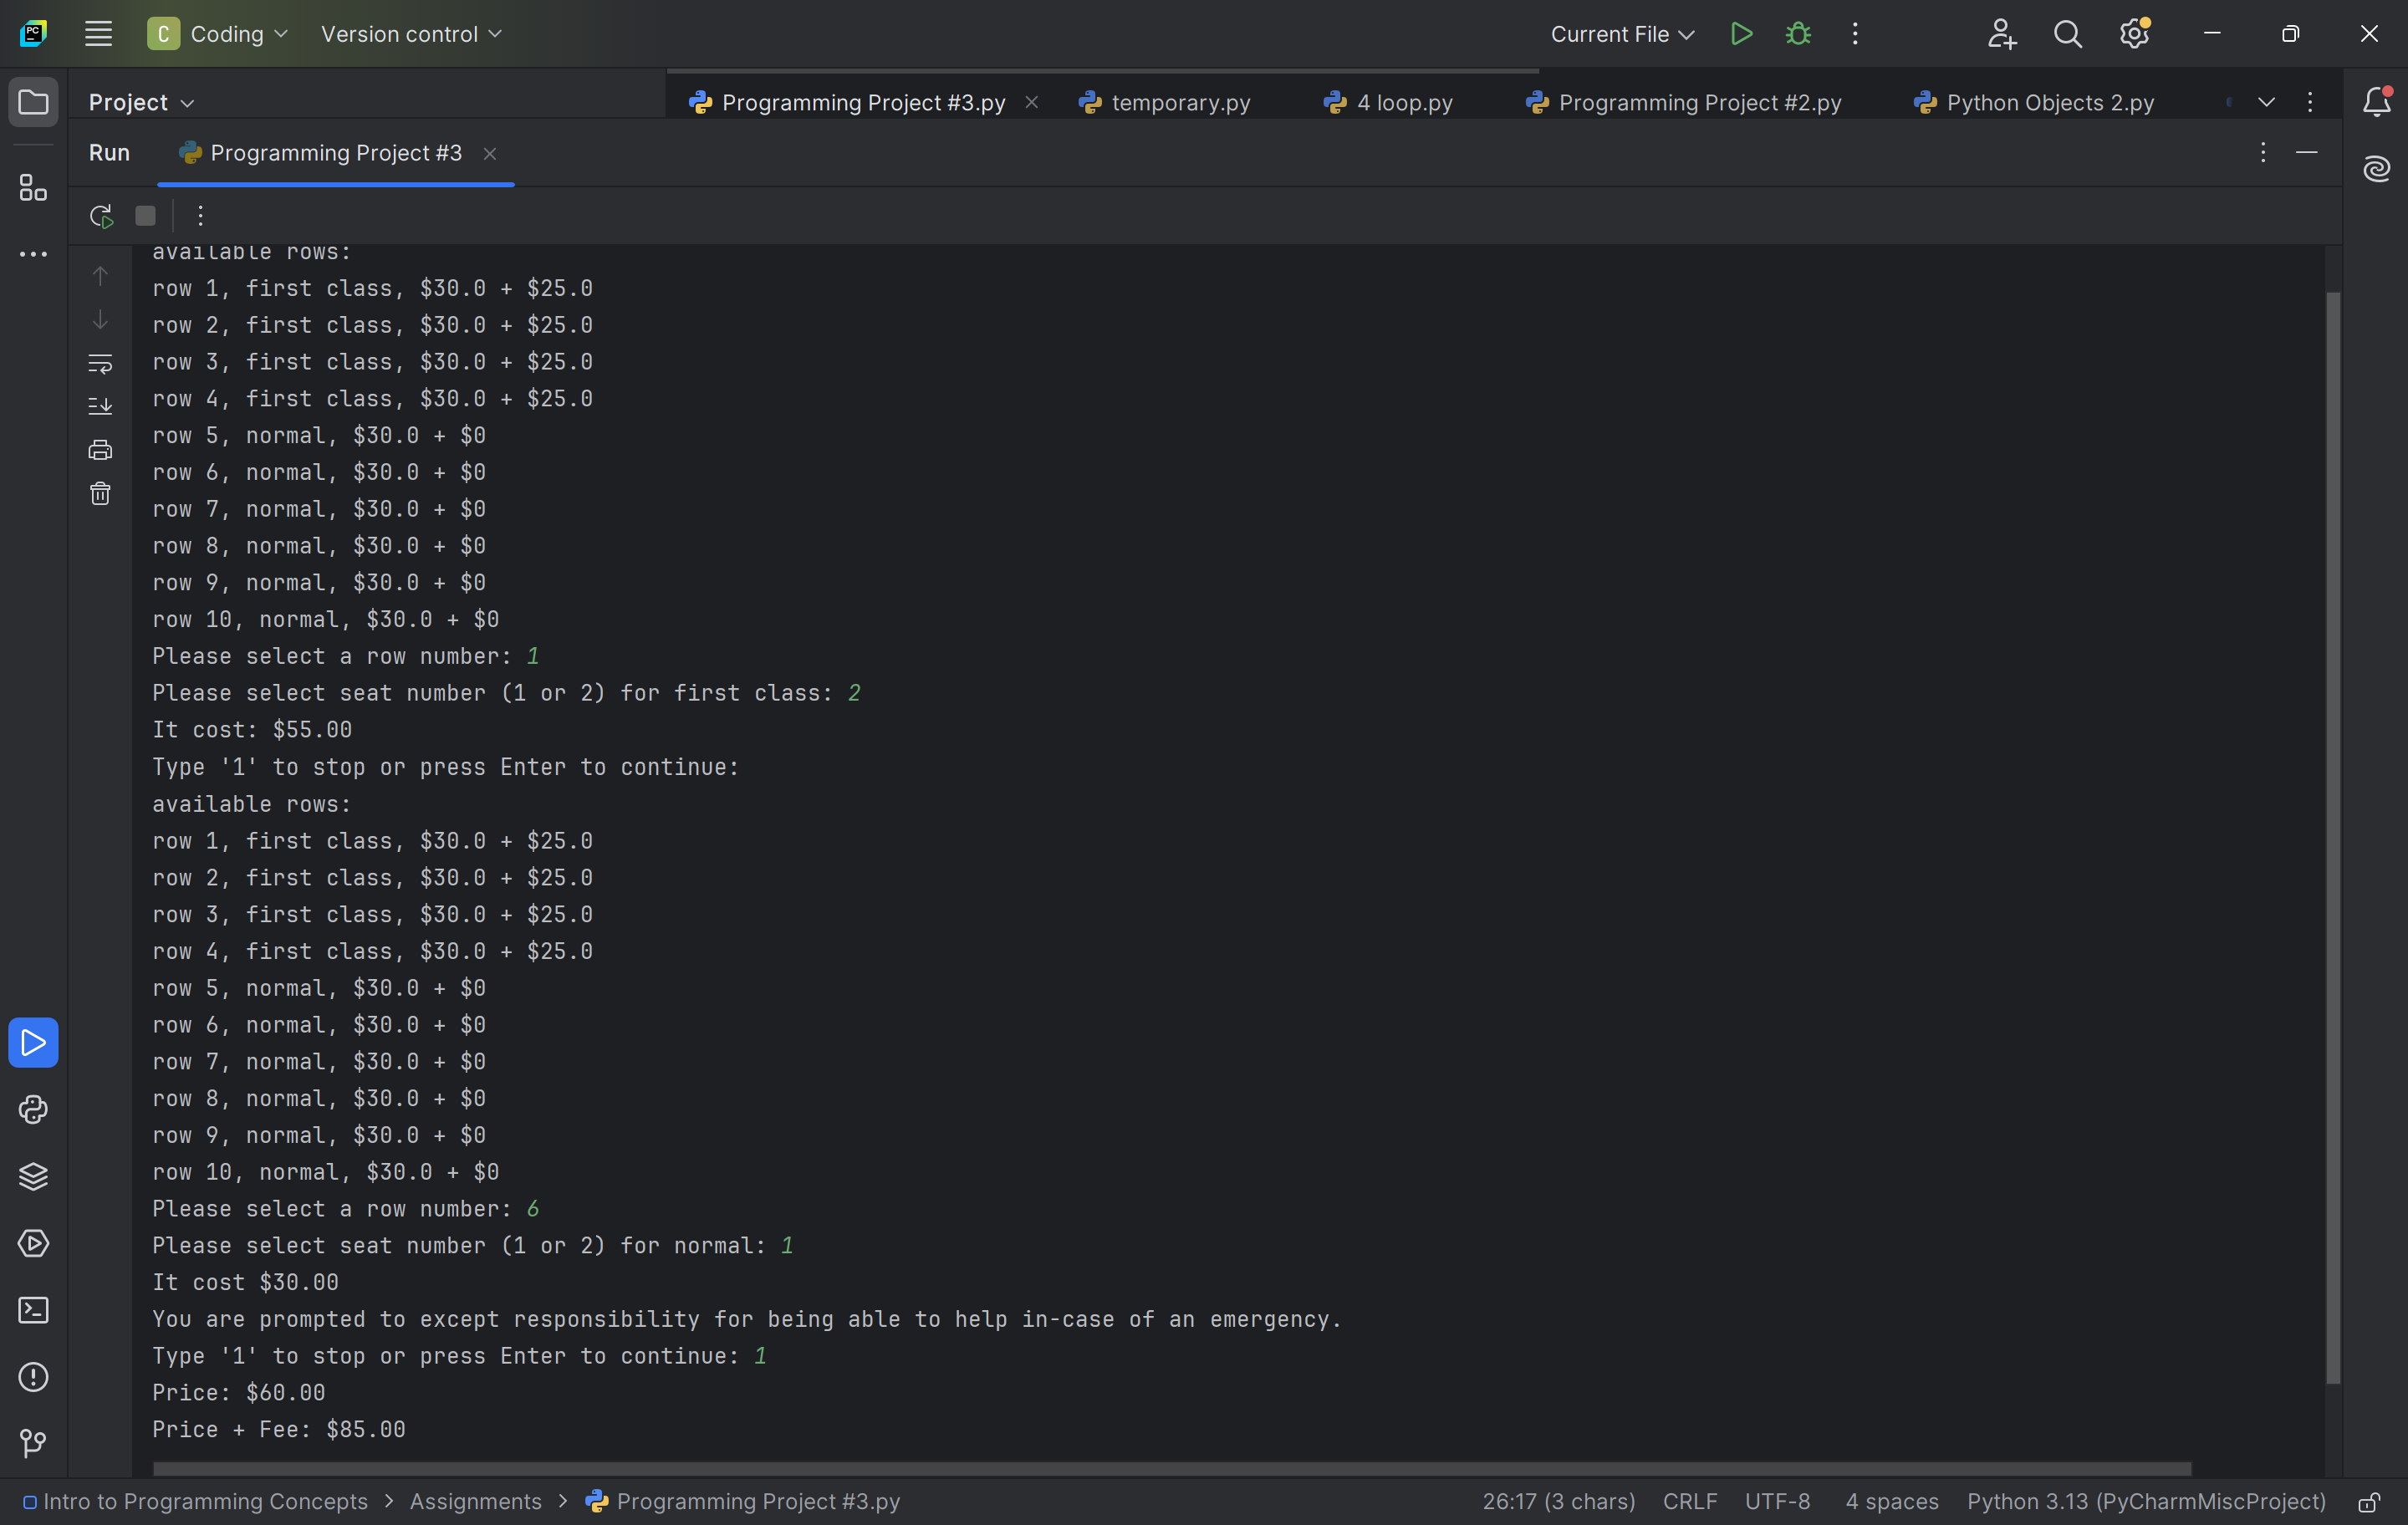 PC
C Coding Version control Current File
Project Programming Project #3.py temporary.py 4 loop.py Programming Project #2.py Python Objects 2.py
Run Programming Project #3
available rows:
row 1, first class, $30.0 + $25.0
row 2, first class, $30.0 + $25.0
row 3, first class, $30.0 + $25.0
row 4, first class, $30.0 + $25.0
row 5, normal, $30.0 + $0
row 6, normal, $30.0 + $0
row 7, normal, $30.0 + $0
row 8, normal, $30.0 + $0
row 9, normal, $30.0 + $0
row 10, normal, $30.0 + $0
Please select a row number: 1
Please select seat number (1 or 2) for first class: 2
It cost: $55.00
Type '1' to stop or press Enter to continue:
available rows:
row 1, first class, $30.0 + $25.0
row 2, first class, $30.0 + $25.0
row 3, first class, $30.0 + $25.0
row 4, first class, $30.0 + $25.0
row 5, normal, $30.0 + $0
row 6, normal, $30.0 + $0
row 7, normal, $30.0 + $0
row 8, normal, $30.0 + $0
row 9, normal, $30.0 + $0
row 10, normal, $30.0 + $0
Please select a row number: 6
Please select seat number (1 or 2) for normal: 1
It cost $30.00
You are prompted to except responsibility for being able to help in-case of an emergency.
Type '1' to stop or press Enter to continue: 1
Price: $60.00
Price + Fee: $85.00
Intro to Programming Concepts > Assignments > Programming Project #3.py 26:17 (3 chars) CRLF UTF-8 4 spaces Python 3.13 (PyCharmMiscProject)